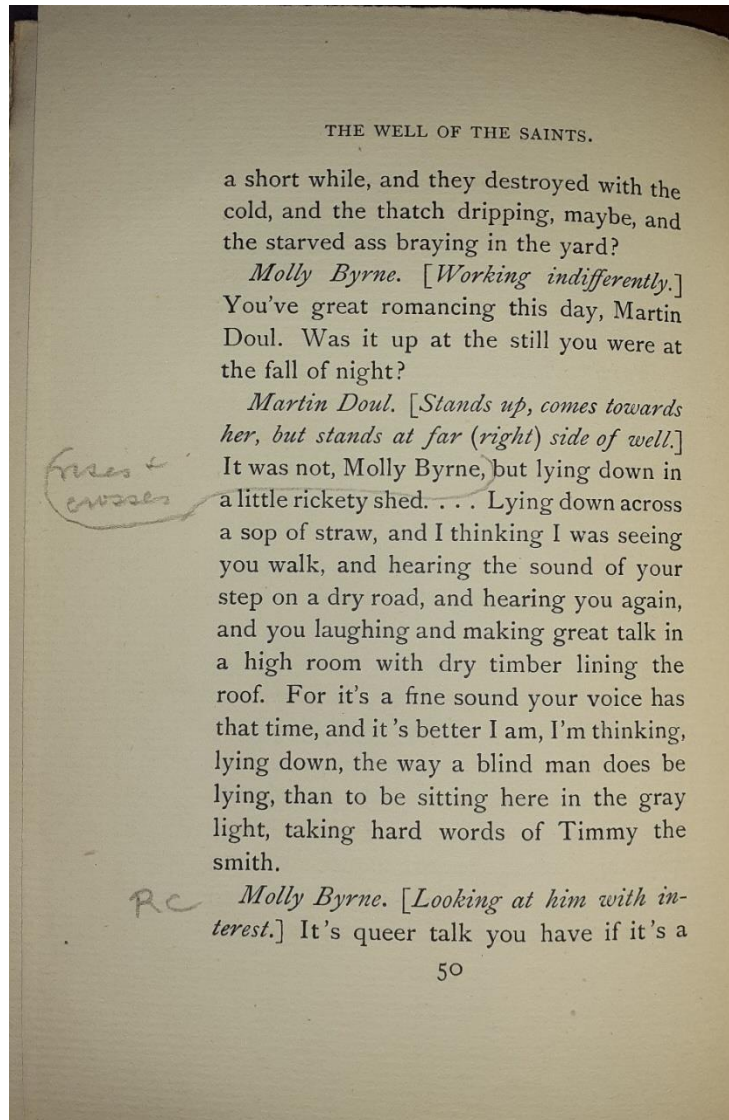 THE WELL OF THE SAINTS.
a short while, and they destroyed with the
cold, and the thatch dripping, maybe, and
the starved ass braying in the yard?
Molly Byrne. [Working indifferently.]
You've great romancing this day, Martin
Doul. Was it up at the still you were at
the fall of night?
Martin Doul. [Stands up, comes towards
her, but stands at far (right) side of well.]
rises +
crosses
It was not, Molly Byrne, but lying down in
a little rickety shed. . . . Lying down across
a sop of straw, and I thinking I was seeing
you walk, and hearing the sound of your
step on a dry road, and hearing you again,
and you laughing and making great talk in
a high room with dry timber lining the
roof. For it's a fine sound your voice has
that time, and it's better I am, I'm thinking,
lying down, the way a blind man does be
lying, than to be sitting here in the gray
light, taking hard words of Timmy the
smith.
RC
Molly Byrne. [Looking at him with in-
terest.] It's queer talk you have if it's a
50